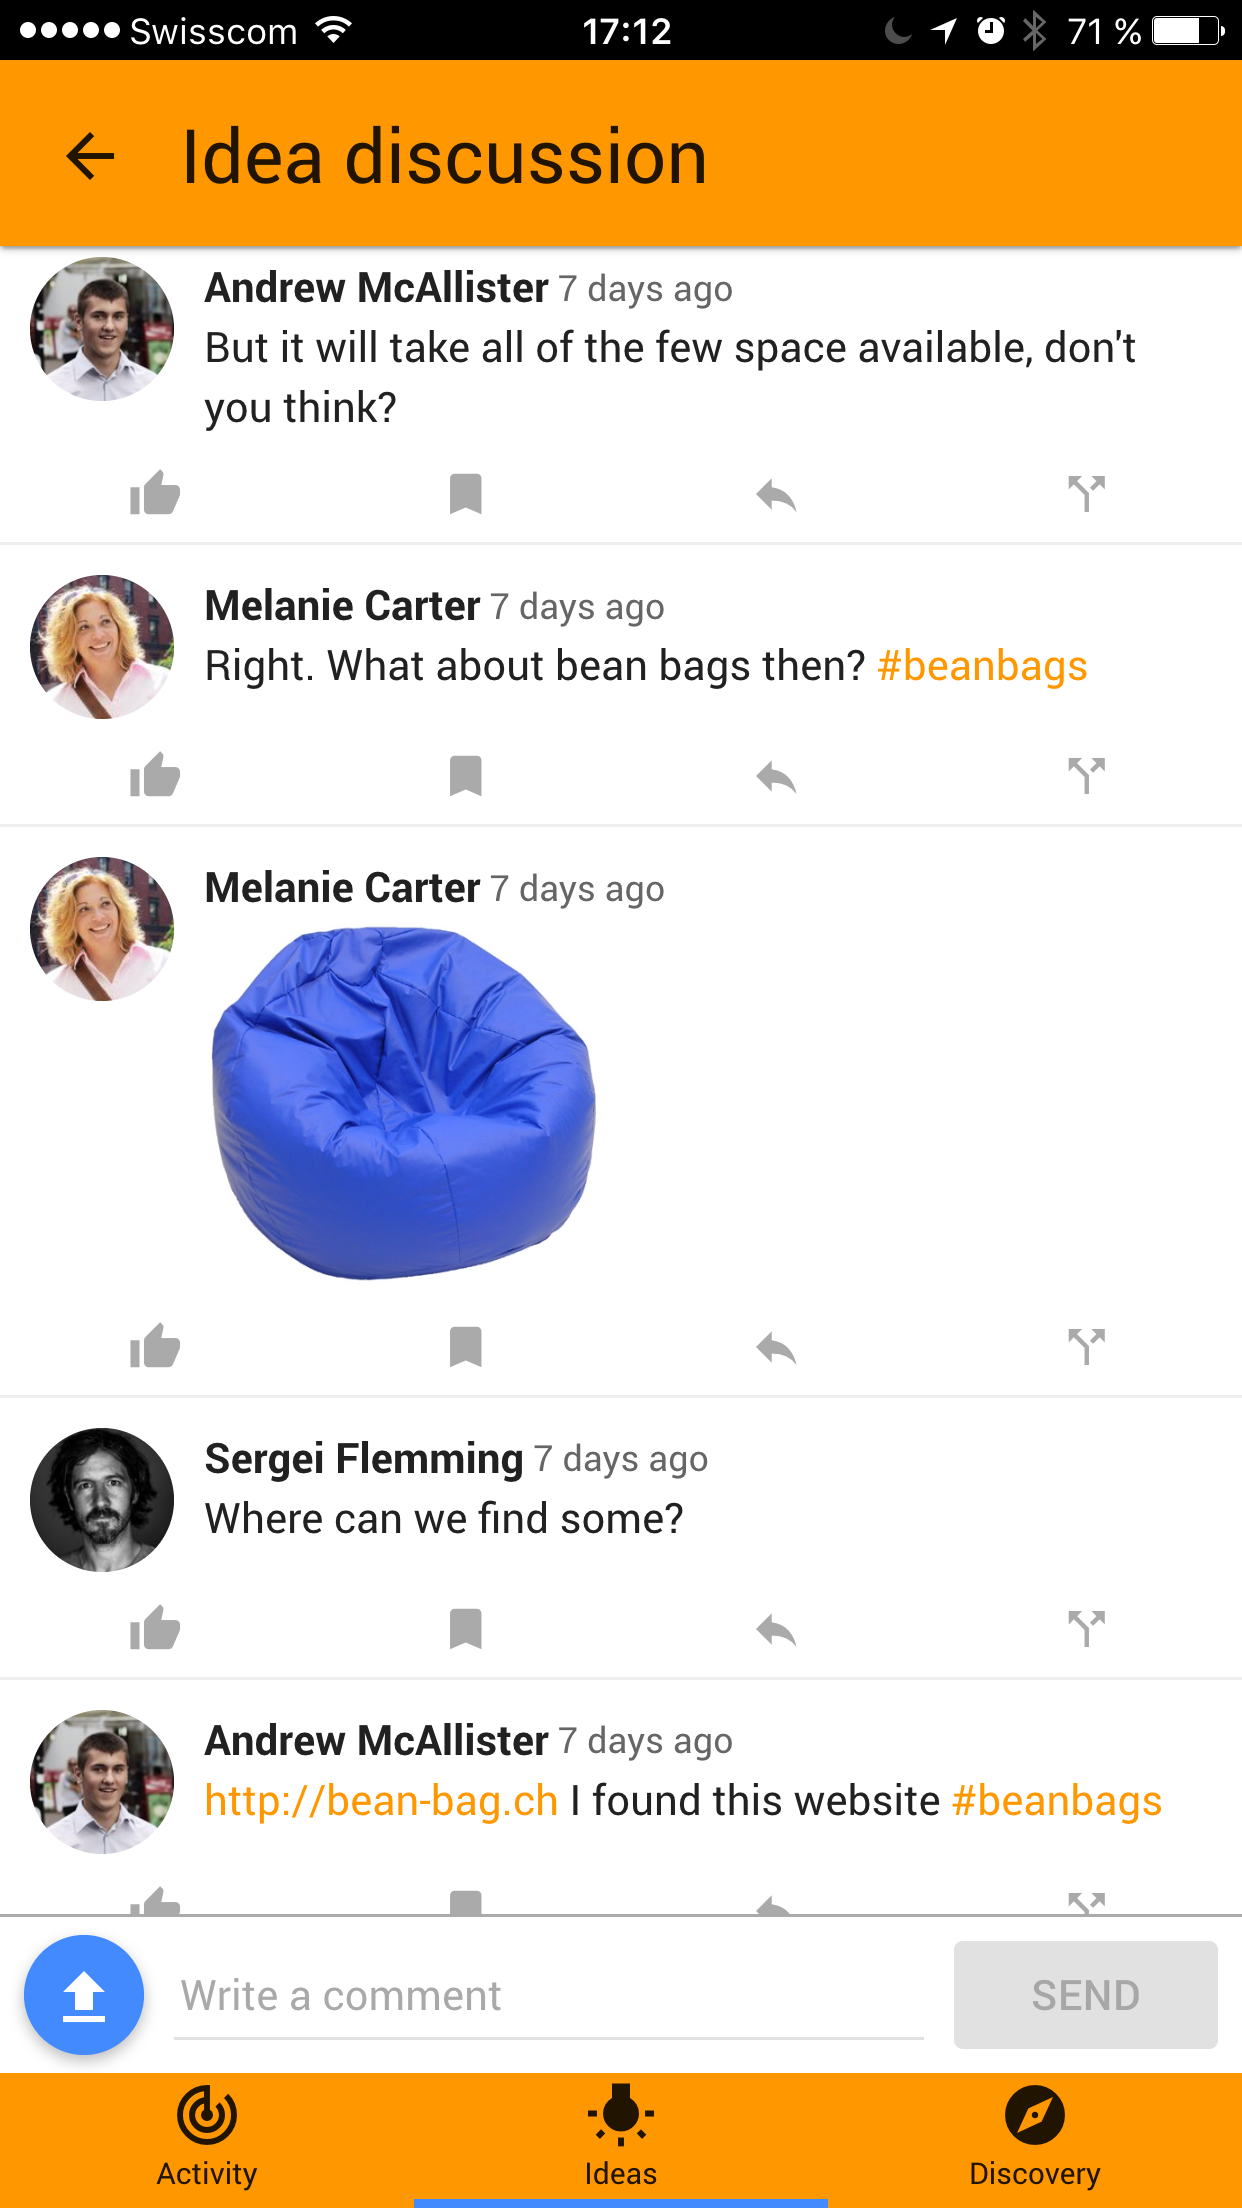 Swisscom 17:12 71 %
Idea discussion
Andrew McAllister 7 days ago
But it will take all of the few space available, don't
you think?
Melanie Carter 7 days ago
Right. What about bean bags then? #beanbags
Melanie Carter 7 days ago
Sergei Flemming 7 days ago
Where can we find some?
Andrew McAllister 7 days ago
http://bean-bag.ch I found this website #beanbags
Write a comment SEND
Activity Ideas Discovery